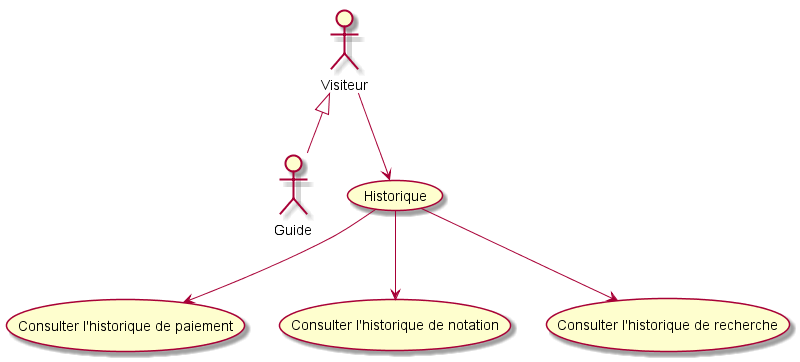 Visiteur
Guide
Historique
Consulter l'historique de paiement
Consulter l'historique de notation
Consulter l'historique de recherche